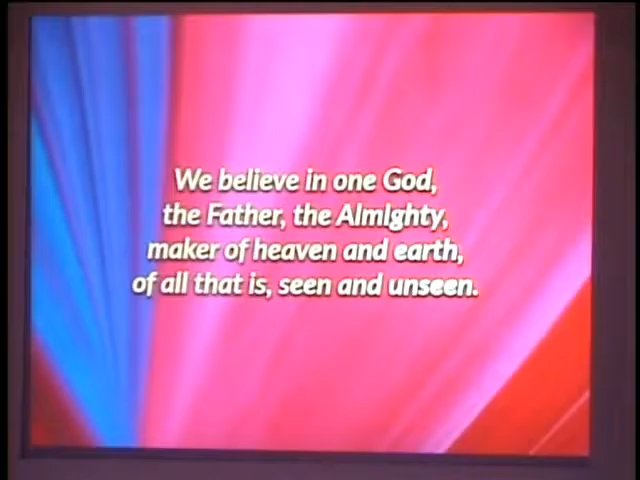 We believe in one God,
the Father, the Almighty,
maker of heaven and earth,
of all that is, seen and unseen.